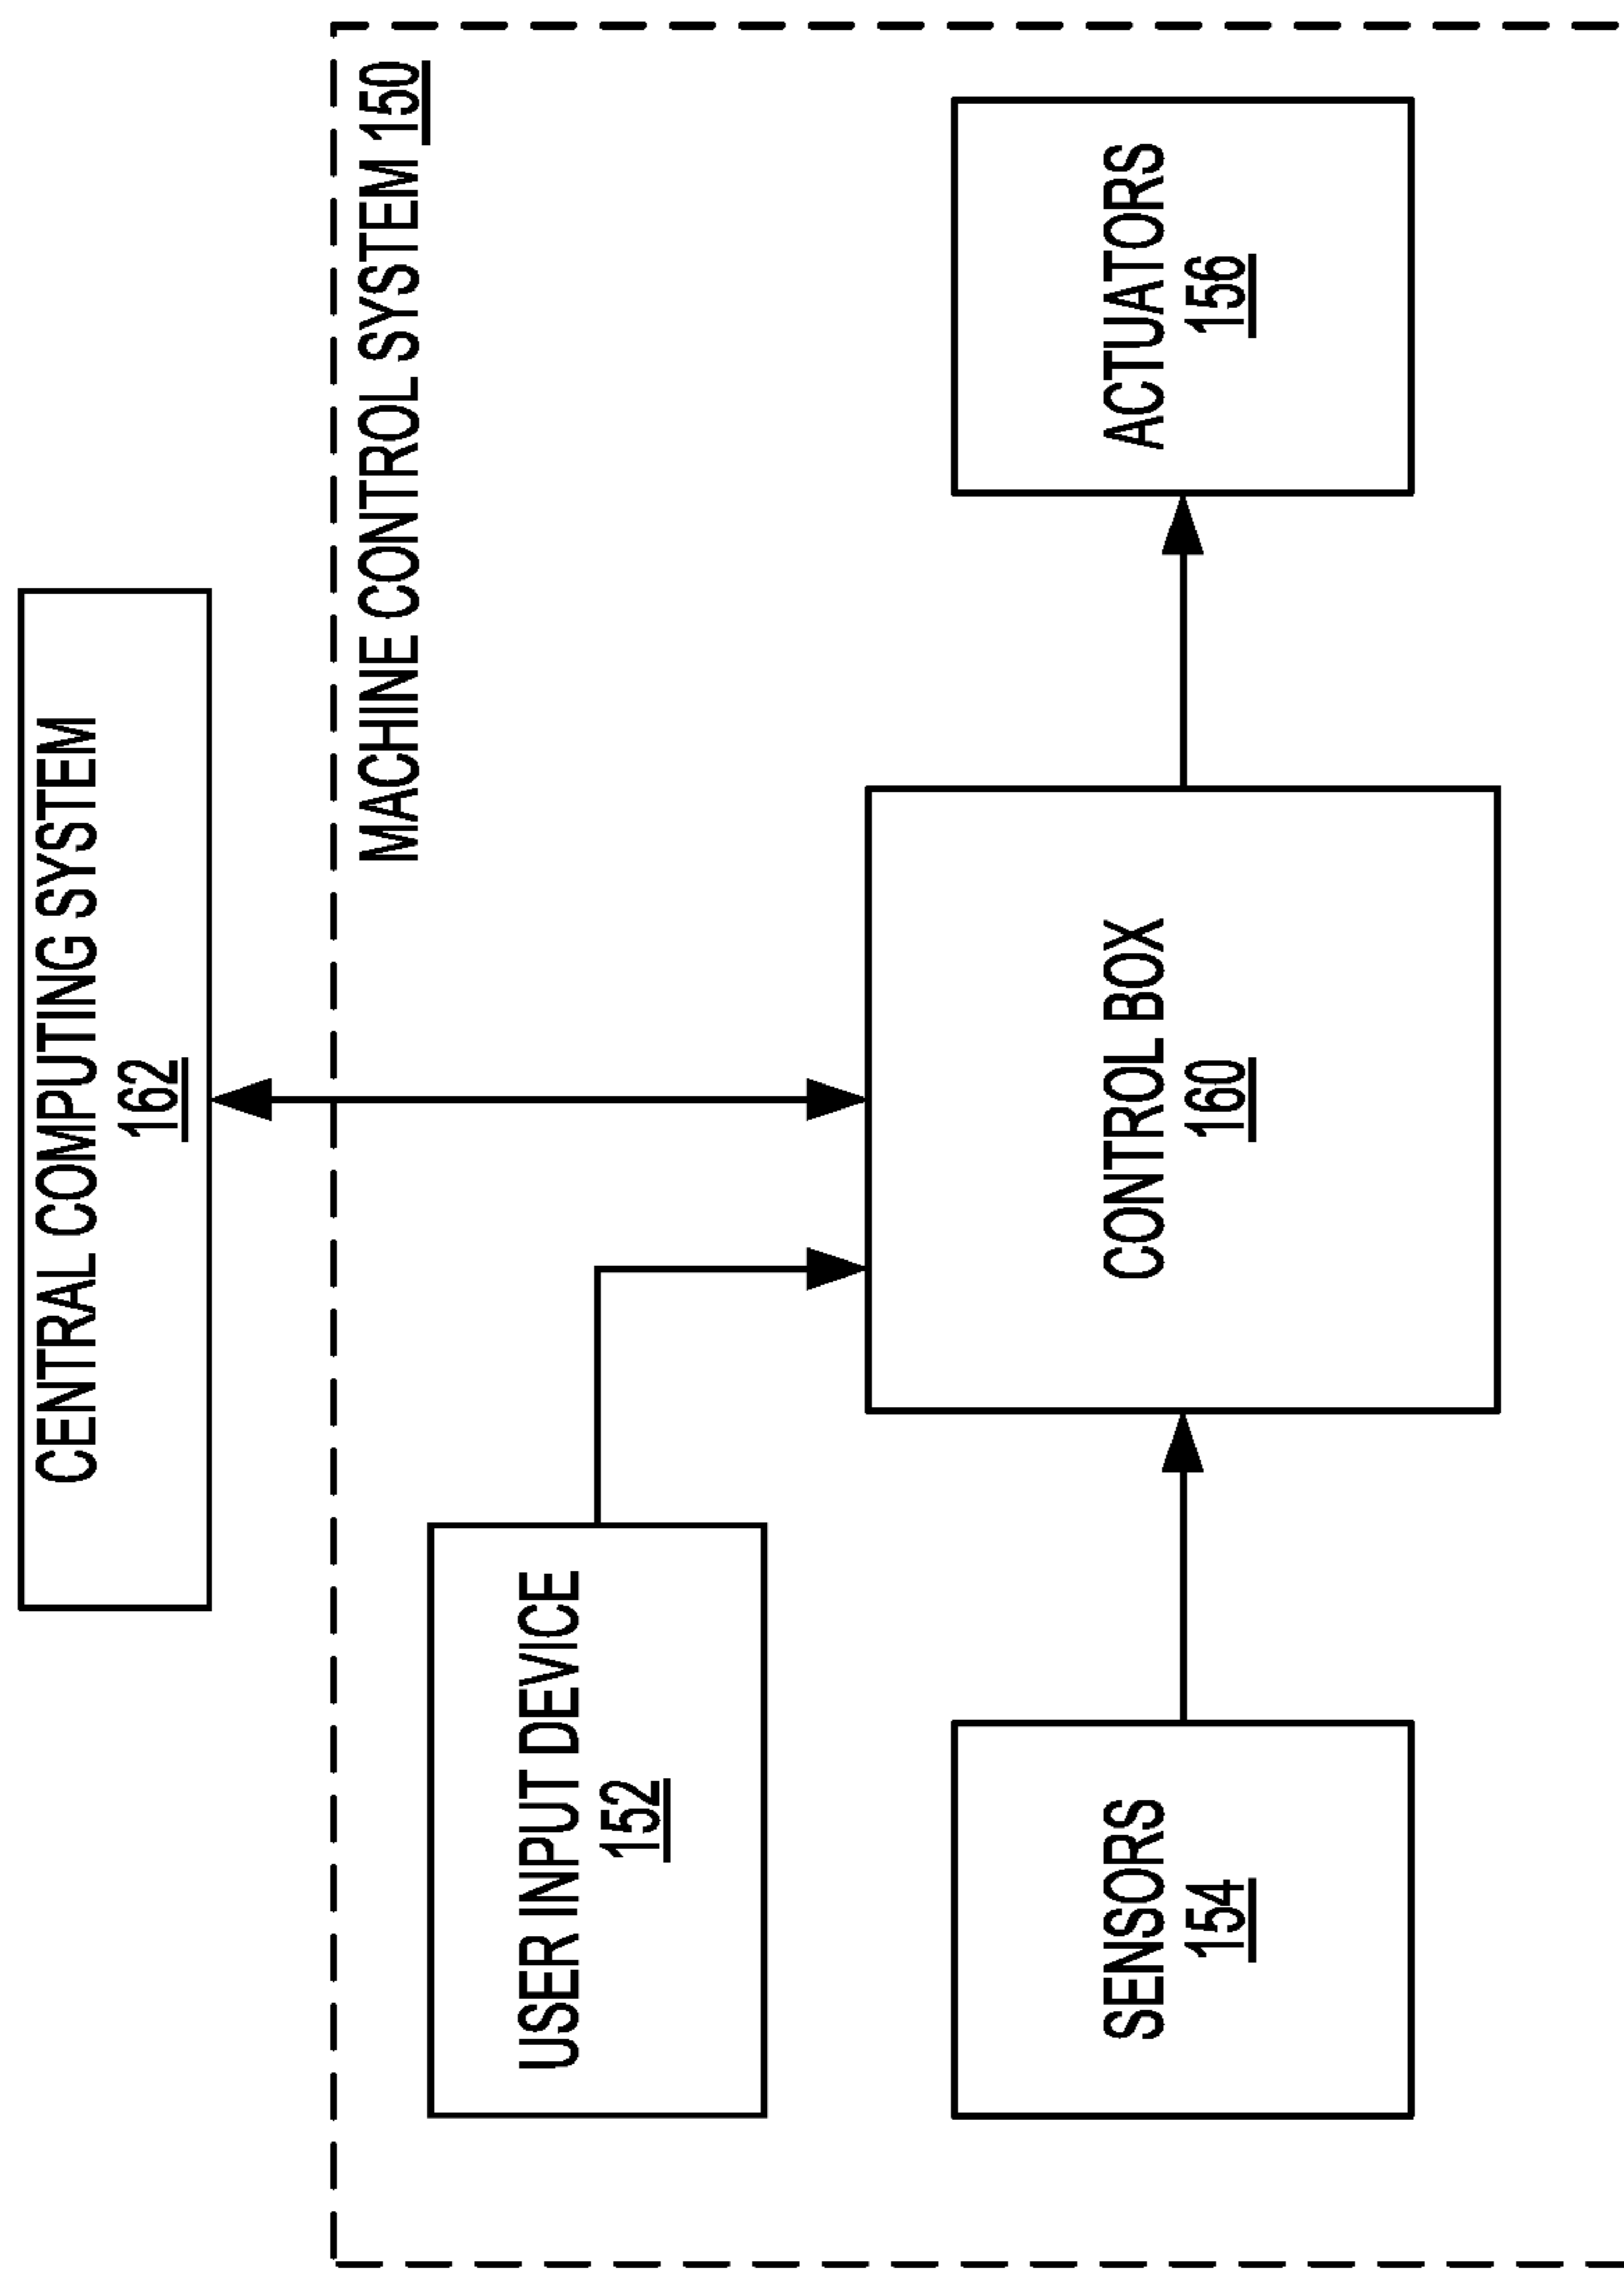 CENTRAL COMPUTING SYSTEM
162
MACHINE CONTROL SYSTEM 150
USER INPUT DEVICE
152
SENSORS
154
CONTROL BOX
160
ACTUATORS
156